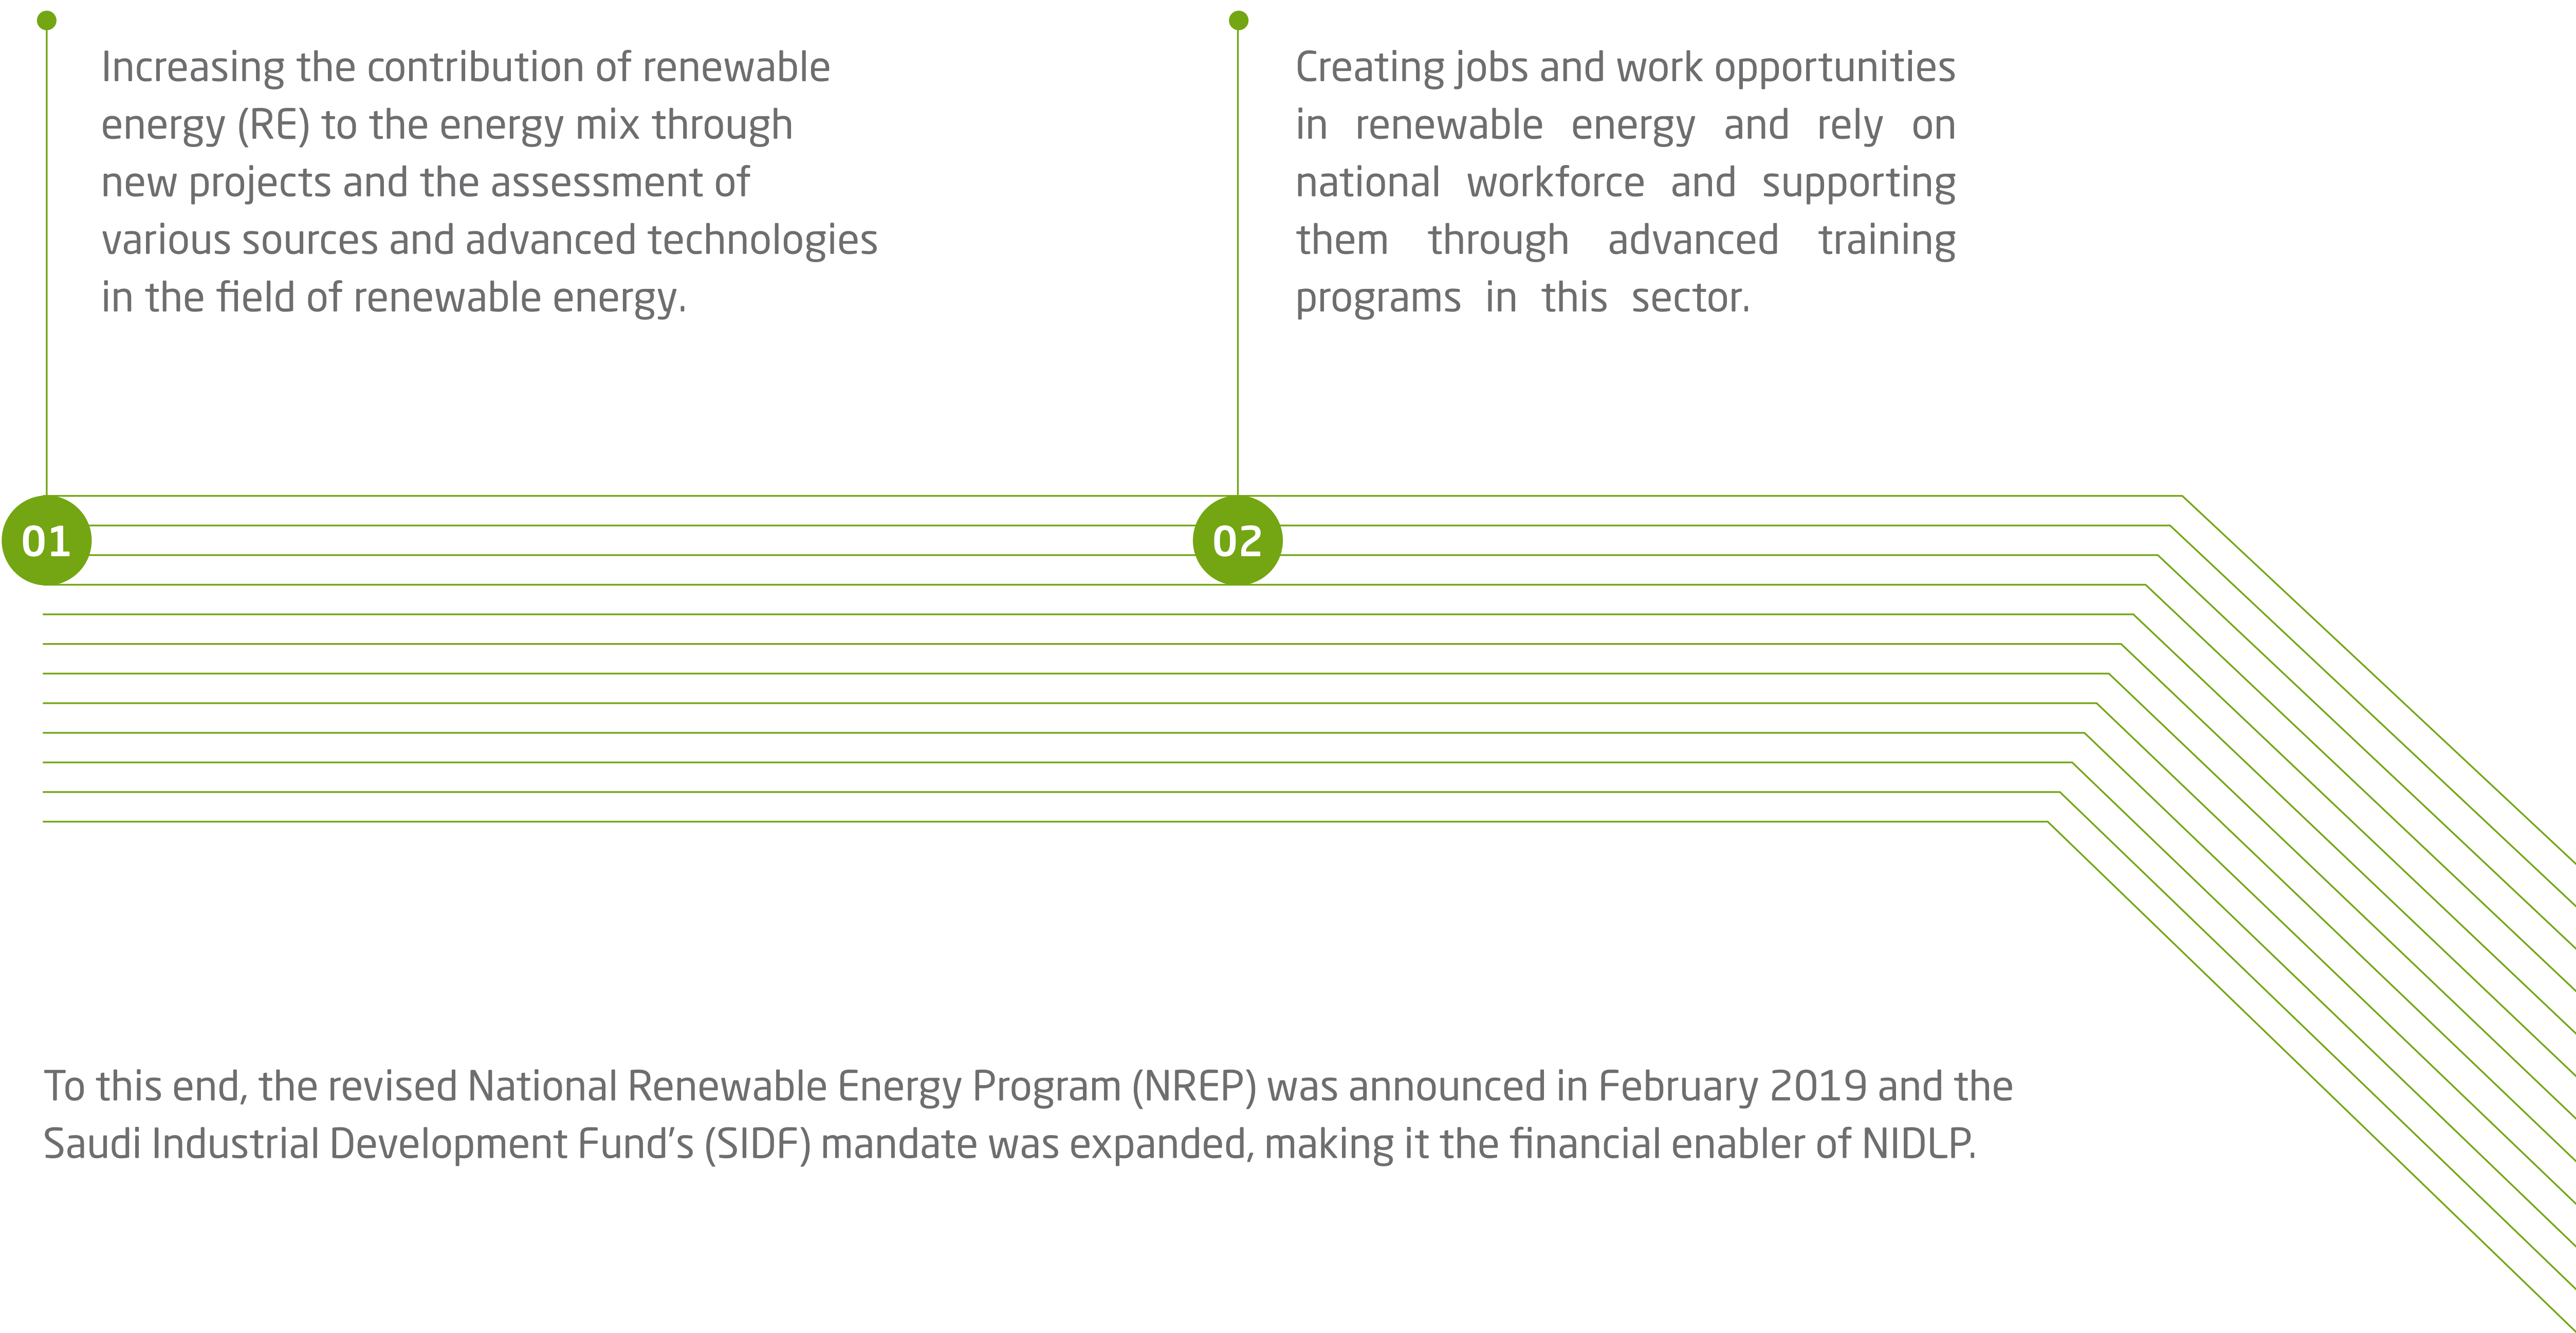 Increasing the contribution of renewable
energy (RE) to the energy mix through
new projects and the assessment of
various sources and advanced technologies
in the field of renewable energy.
Creating jobs and work opportunities
in renewable energy and rely on
national workforce and supporting
them through advanced training
programs in this sector.
01
02
To this end, the revised National Renewable Energy Program (NREP) was announced in February 2019 and the
Saudi Industrial Development Fund's (SIDF) mandate was expanded, making it the financial enabler of NIDLP.